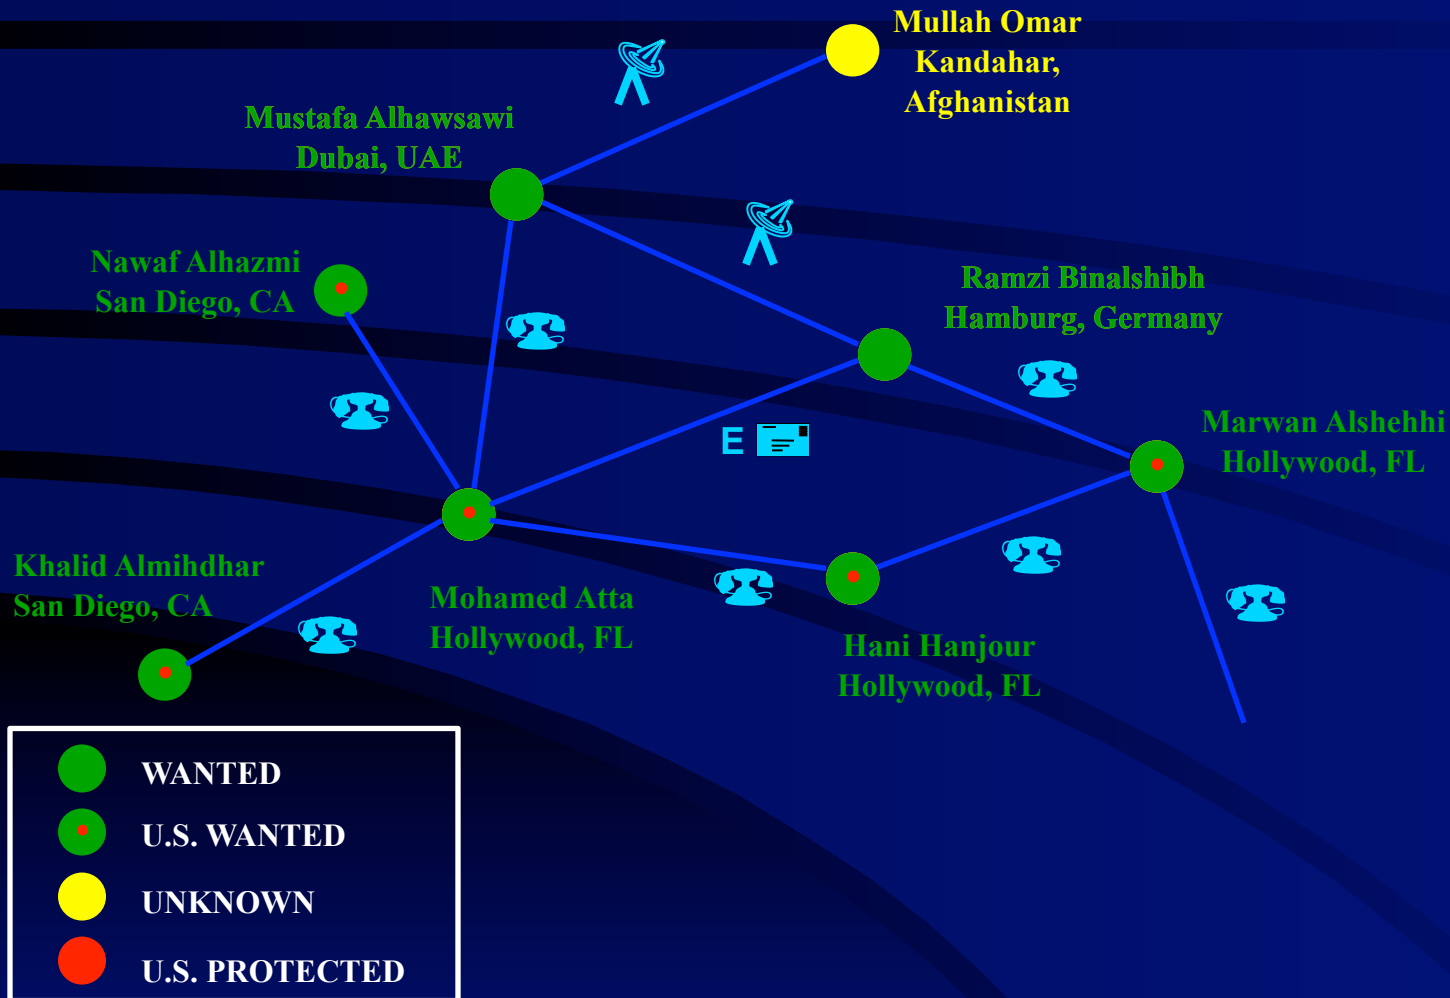 Mullah Omar
Kandahar,
Afghanistan
Mustafa Alhawsawi
Dubai, UAE
Nawaf Alhazmi
San Diego, CA
Ramzi Binalshibh
Hamburg, Germany
Marwan Alshehhi
Hollywood, FL
E
Khalid Almihdhar
San Diego, CA
Mohamed Atta
Hollywood, FL
Hani Hanjour
Hollywood, FL
WANTED
U.S. WANTED
UNKNOWN
U.S. PROTECTED